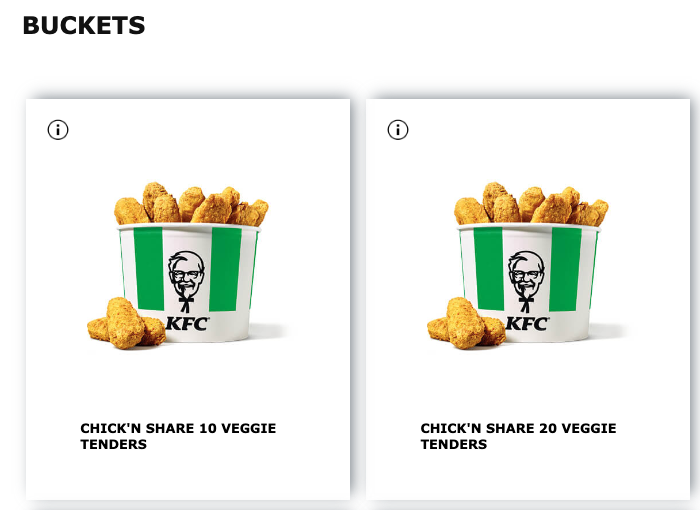 BUCKETS
KFC
CHICK'N SHARE 10 VEGGIE
TENDERS
KFC
CHICK'N SHARE 20 VEGGIE
TENDERS